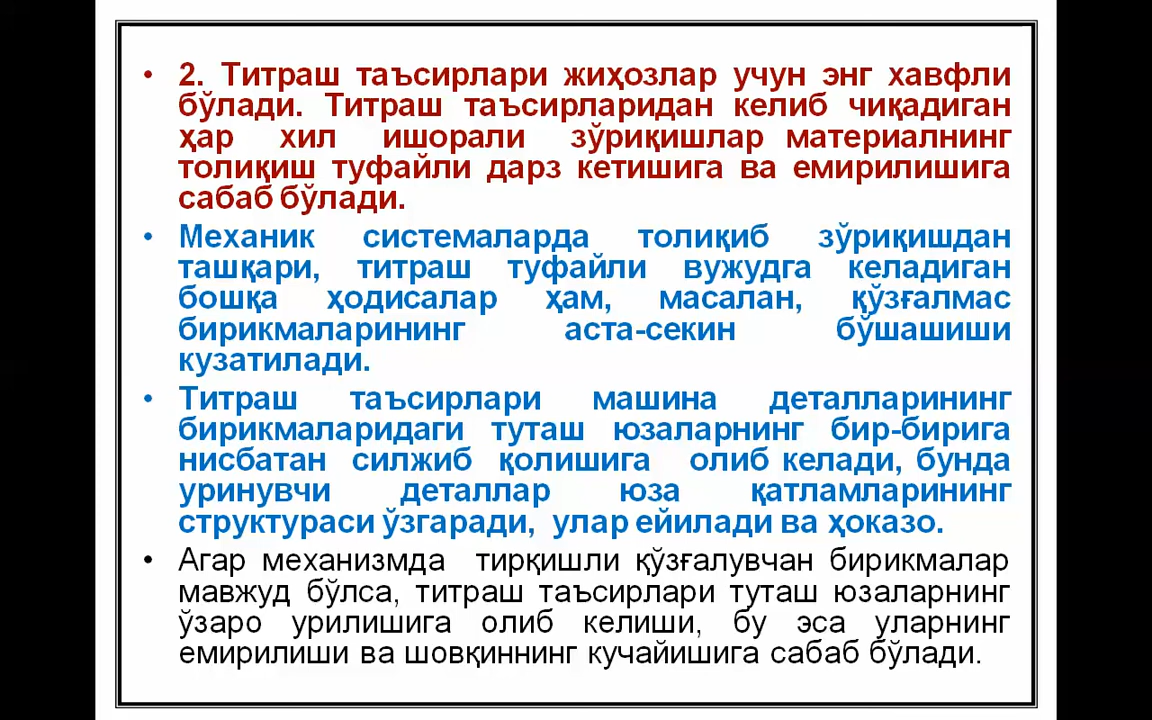 • 2. Титраш таъсирлари жиҳозлар учун энг хавфли
бўлади. Титраш таъсирларидан келиб чиқадиган
ҳар хил ишорали зўриқишлар материалнинг
толиқиш туфайли дарз кетишига ва емирилишига
сабаб бўлади.
• Механик системаларда толиқиб зўриқишдан
ташқари, титраш туфайли вужудга келадиган
бошқа ҳодисалар ҳам, масалан, қўзғалмас
бирикмаларининг аста-секин бўшашиши
кузатилади.
• Титраш таъсирлари машина деталларининг
бирикмаларидаги туташ юзаларнинг бир-бирига
нисбатан силжиб қолишига олиб келади, бунда
уринувчи деталлар юза қатламларининг
структураси ўзгаради, улар ейилади ва ҳоказо.
• Агар механизмда тирқишли қўзғалувчан бирикмалар
мавжуд бўлса, титраш таъсирлари туташ юзаларнинг
ўзаро урилишига олиб келиши, бу эса уларнинг
емирилиши ва шовқиннинг кучайишига сабаб бўлади.